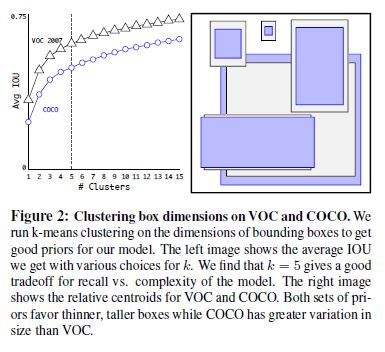 0.75
VOC 2007
Avg IOU
COCO
0
1 2 3 4 5 6 7 8 9 10 11 12 13 14 15
# Clusters
Figure 2: Clustering box dimensions on VOC and COCO. We
run k-means clustering on the dimensions of bounding boxes to get
good priors for our model. The left image shows the average IOU
we get with various choices for k. We find that k = 5 gives a good
tradeoff for recall vs. complexity of the model. The right image
shows the relative centroids for VOC and COCO. Both sets of pri-
ors favor thinner, taller boxes while COCO has greater variation in
size than VOC.